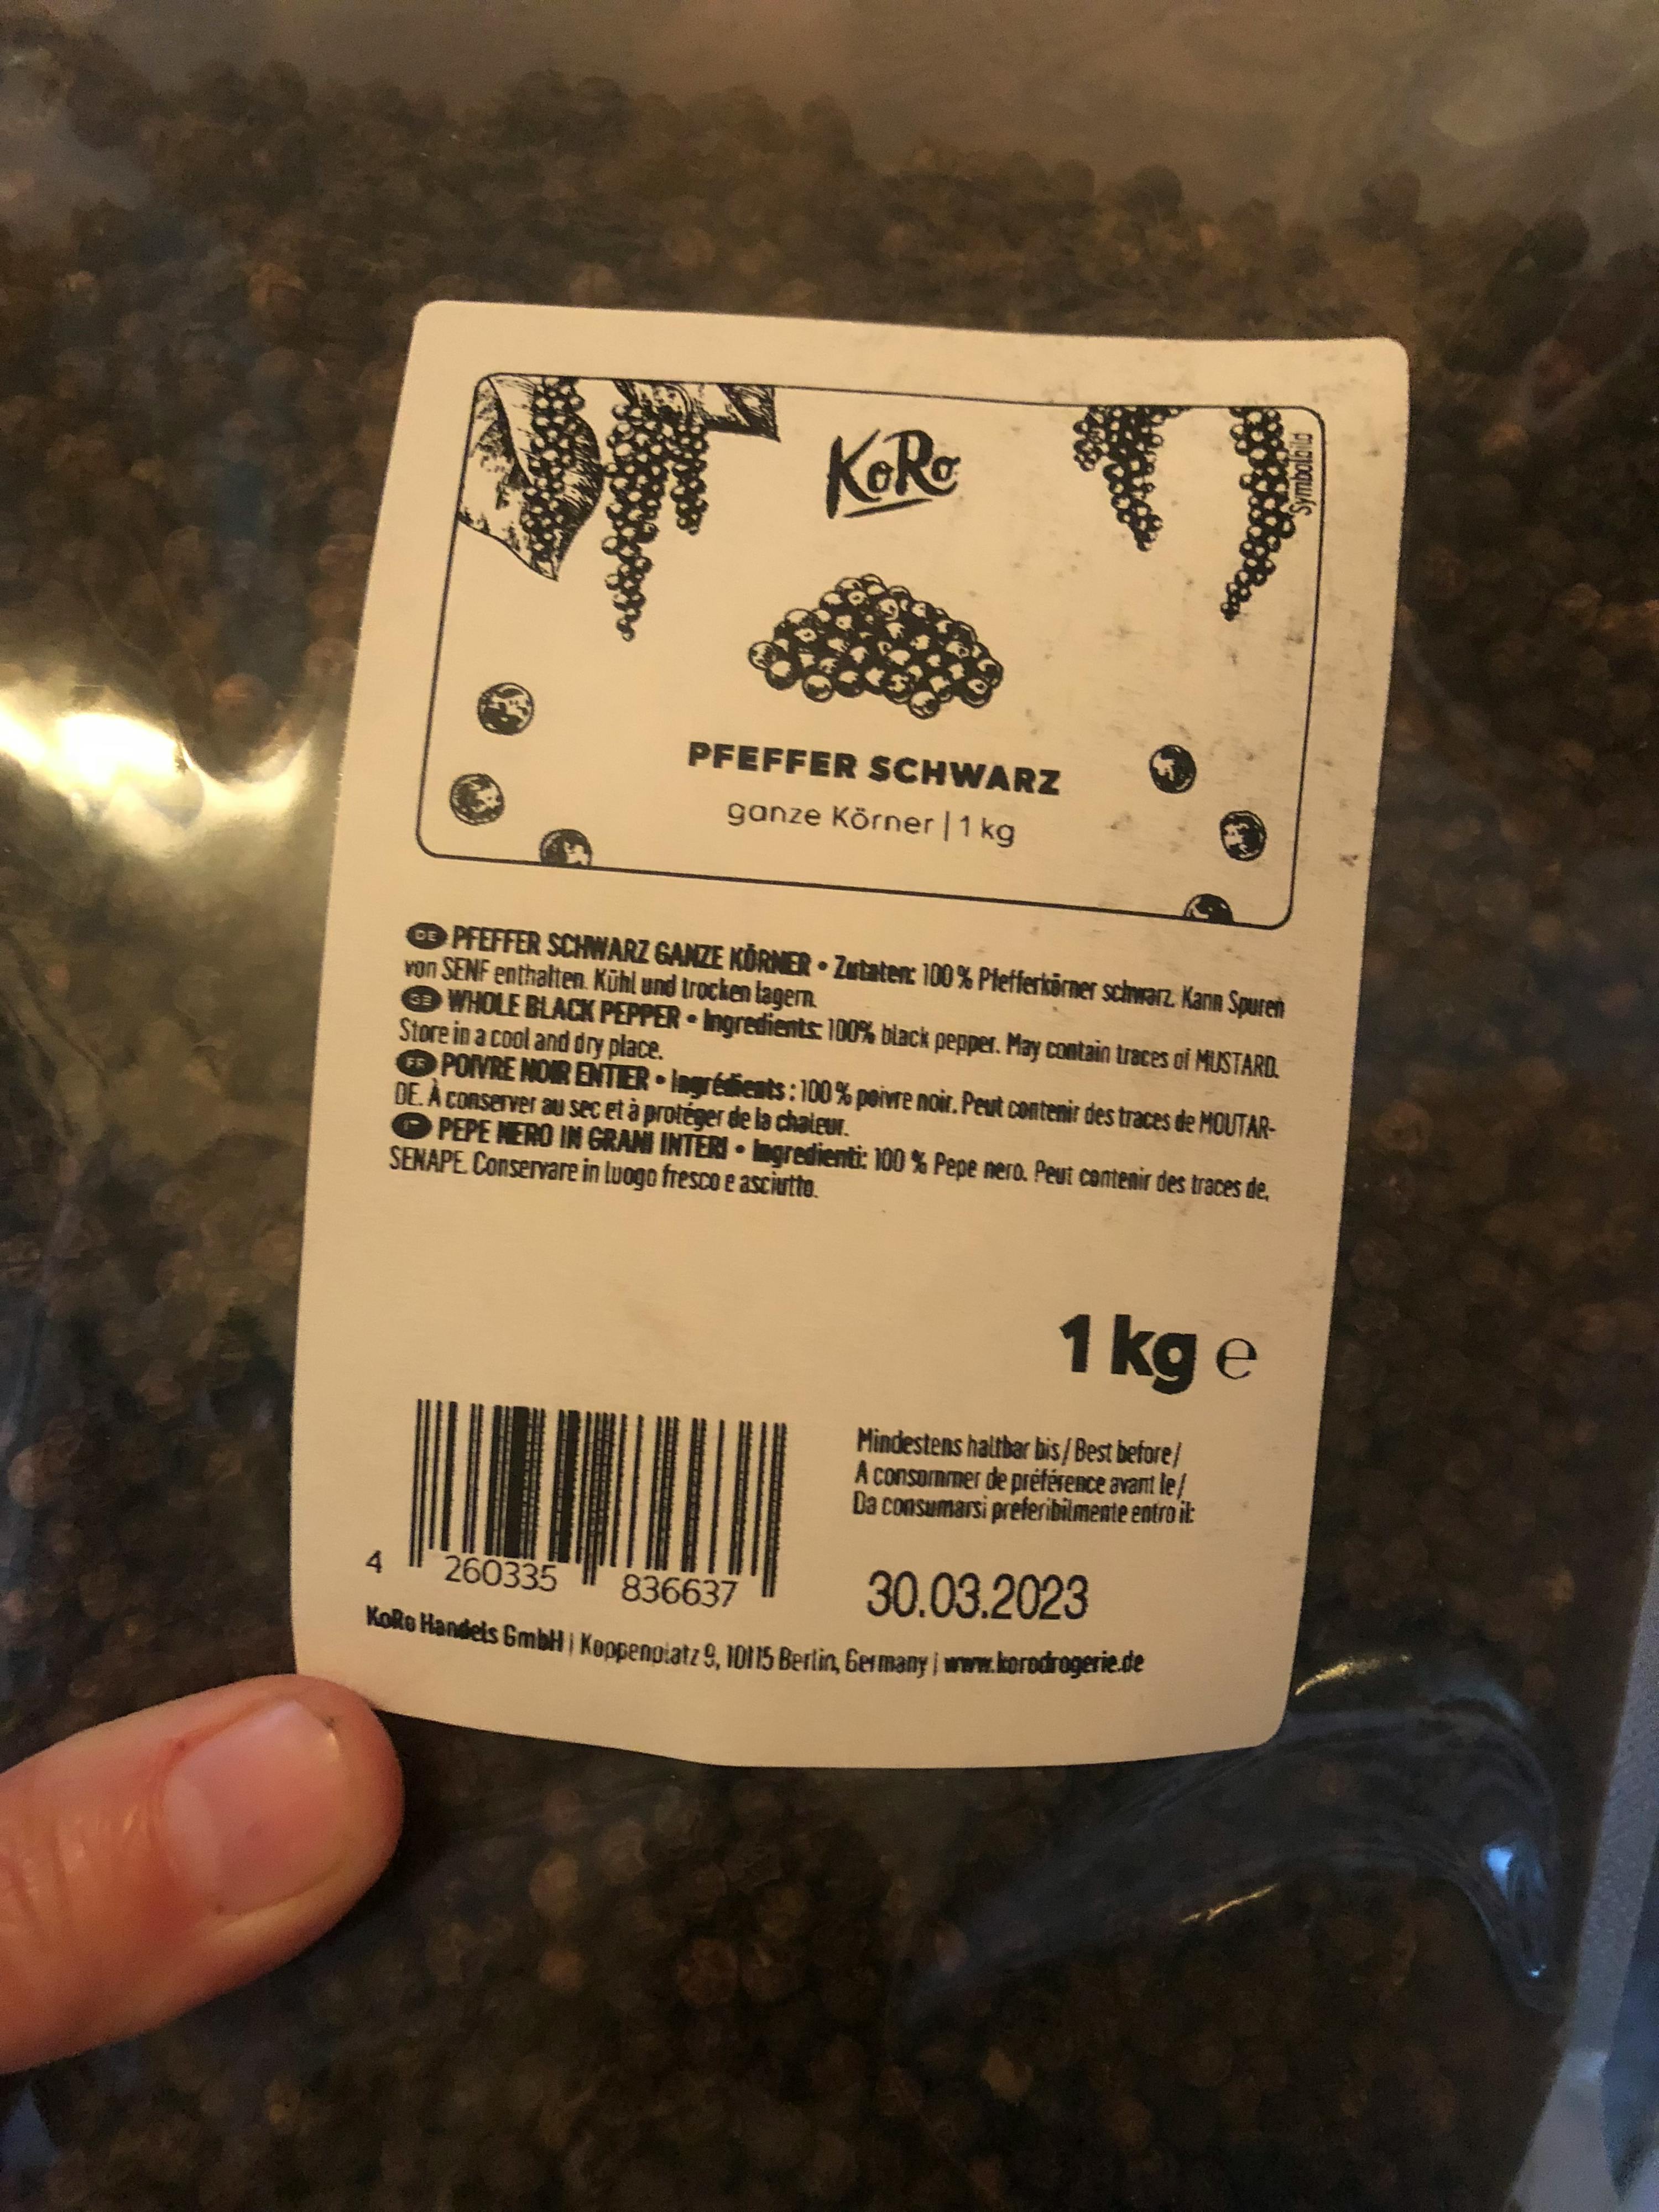 KoRo
Symbolbild
PFEFFER SCHWARZ
ganze Körner | 1 kg
DE PFEFFER SCHWARZ GANZE KÖRNER • Zutaten: 100 % Pfefferkörner schwarz. Kann Spuren
von SENF enthalten. Kühl und trocken lagern.
GB WHOLE BLACK PEPPER • Ingredients: 100% black pepper. May contain traces of MUSTARD.
Store in a cool and dry place.
FR POIVRE NOIR ENTIER • Ingrédients : 100 % poivre noir. Peut contenir des traces de MOUTAR-
DE. À conserver au sec et à protéger de la chaleur.
IT PEPE NERO IN GRANI INTERI • Ingredienti: 100 % Pepe nero. Peut contenir des traces de,
SENAPE. Conservare in luogo fresco e asciutto.
1 kg e
Mindestens haltbar bis / Best before /
A consommer de préférence avant le /
Da consumarsi preferibilmente entro il:
30.03.2023
4 260335 836637
KoRo Handels GmbH | Koppenplatz 9, 10115 Berlin, Germany | www.korodrogerie.de